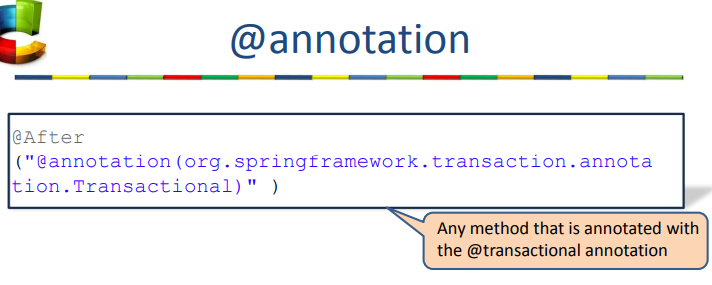 @annotation
@After
("@annotation(org.springframework.transaction.annota
tion.Transactional)" )
Any method that is annotated with
the @transactional annotation